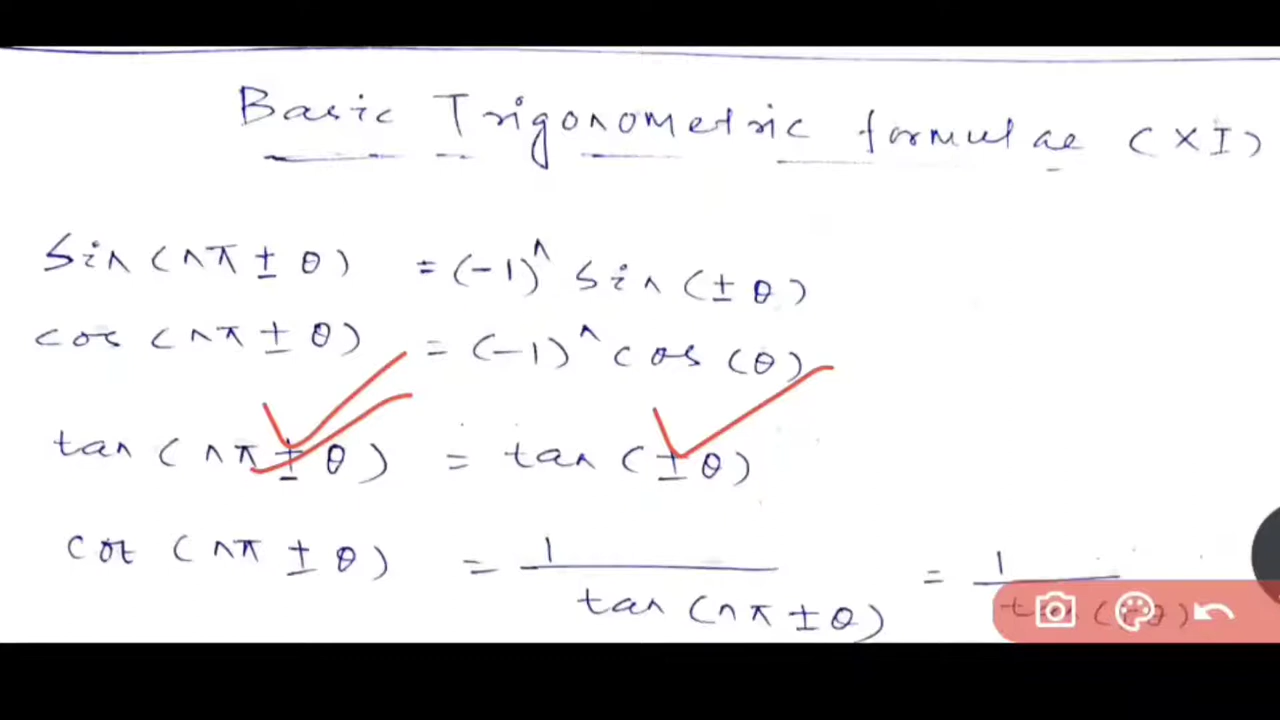 Basic Trigonometric formulae (XI)
sin (nπ ± θ) = (-1)^n sin (± θ)
cos (nπ ± θ) = (-1)^n cos (θ)
tan (nπ ± θ) = tan (± θ)
cot (nπ ± θ) = 1 / tan (nπ ± θ) = 1 / tan (±θ)